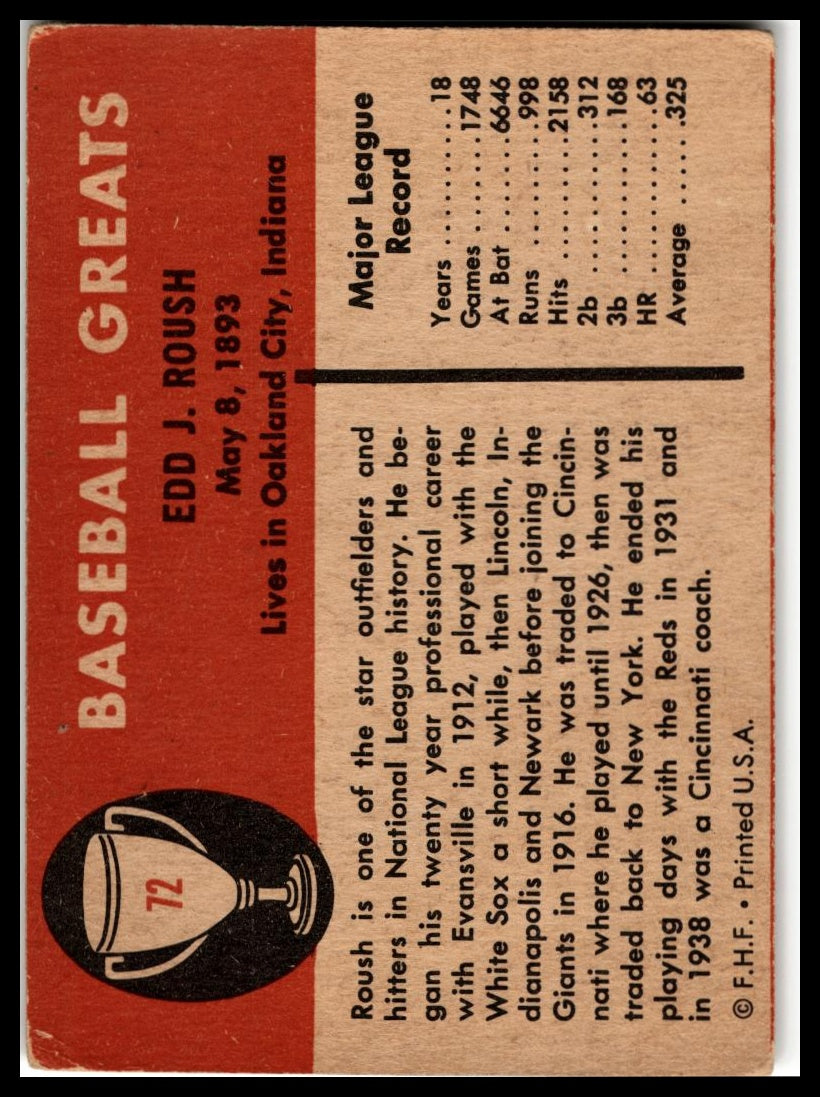 72
BASEBALL GREATS
EDD J. ROUSH
May 8, 1893
Lives in Oakland City, Indiana
Roush is one of the star outfielders and
hitters in National League history. He be-
gan his twenty year professional career
with Evansville in 1912, played with the
White Sox a short while, then Lincoln, In-
dianapolis and Newark before joining the
Giants in 1916. He was traded to Cincin-
nati where he played until 1926, then was
traded back to New York. He ended his
playing days with the Reds in 1931 and
in 1938 was a Cincinnati coach.
Major League
Record
Years ..........18
Games .......1748
At Bat .......6646
Runs ........998
Hits .........2158
2b ..........312
3b ..........168
HR ..........63
Average .....325
© F.H.F. • Printed U.S.A.